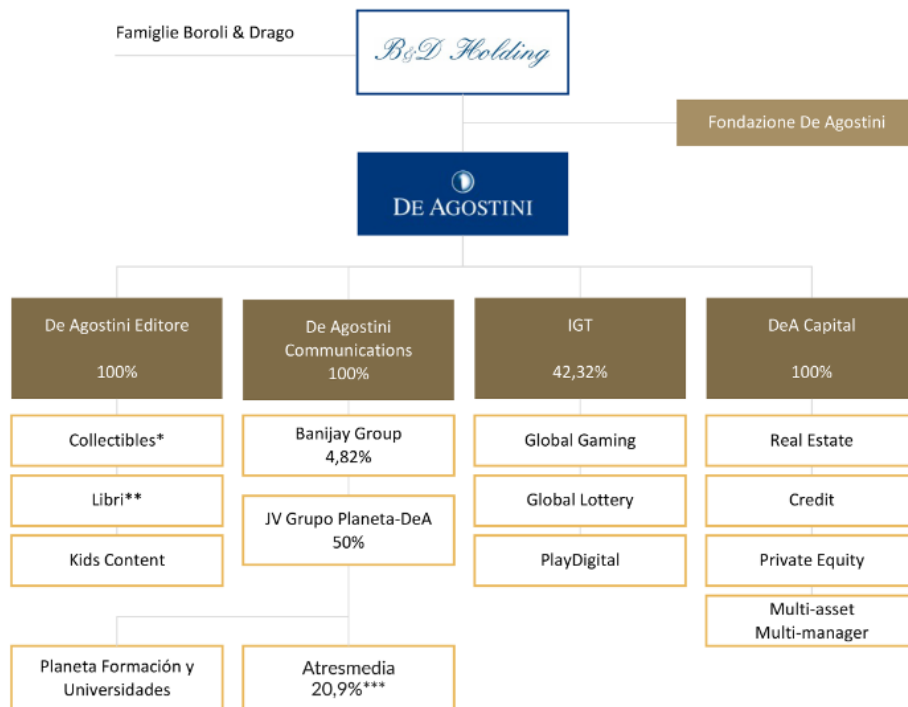 Famiglie Boroli & Drago
B&D Holding
Fondazione De Agostini
DE AGOSTINI
De Agostini Editore
100%
De Agostini
Communications
100%
IGT
42,32%
DeA Capital
100%
Collectibles*
Banijay Group
4,82%
Global Gaming
Real Estate
Libri**
JV Grupo Planeta-DeA
50%
Global Lottery
Credit
Kids Content
PlayDigital
Private Equity
Multi-asset
Multi-manager
Planeta Formación y
Universidades
Atresmedia
20,9%***